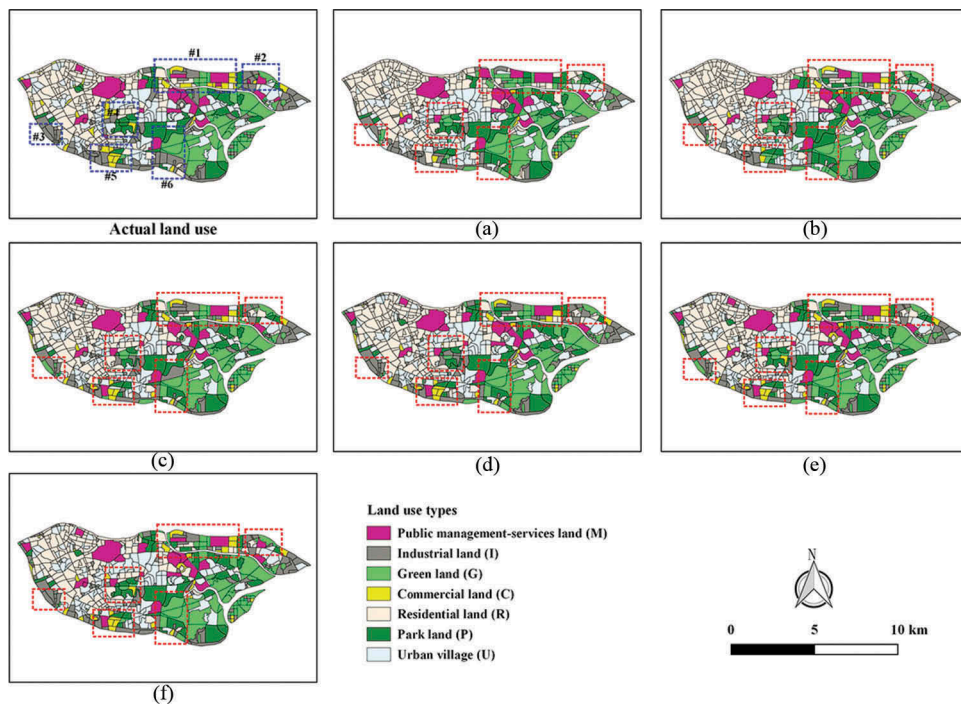 #1
#2
#3
#4
#5
#6
Actual land use
(a)
(b)
(c)
(d)
(e)
(f)
Land use types
Public management-services land (M)
Industrial land (I)
Green land (G)
Commercial land (C)
Residential land (R)
Park land (P)
Urban village (U)
N
0 5 10 km